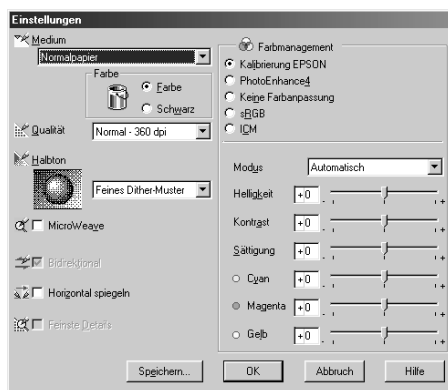 Einstellungen
Medium
Normalpapier
Farbe
Farbe
Schwarz
Qualität
Normal - 360 dpi
Halbton
Feines Dither-Muster
MicroWeave
Bidirektional
Horizontal spiegeln
Feinste Details
Farbmanagement
Kalibrierung EPSON
PhotoEnhance4
Keine Farbanpassung
sRGB
ICM
Modus Automatisch
Helligkeit +0 - +
Kontrast +0 - +
Sättigung +0 - +
Cyan +0 - +
Magenta +0 - +
Gelb +0 - +
Speichern... OK Abbruch Hilfe